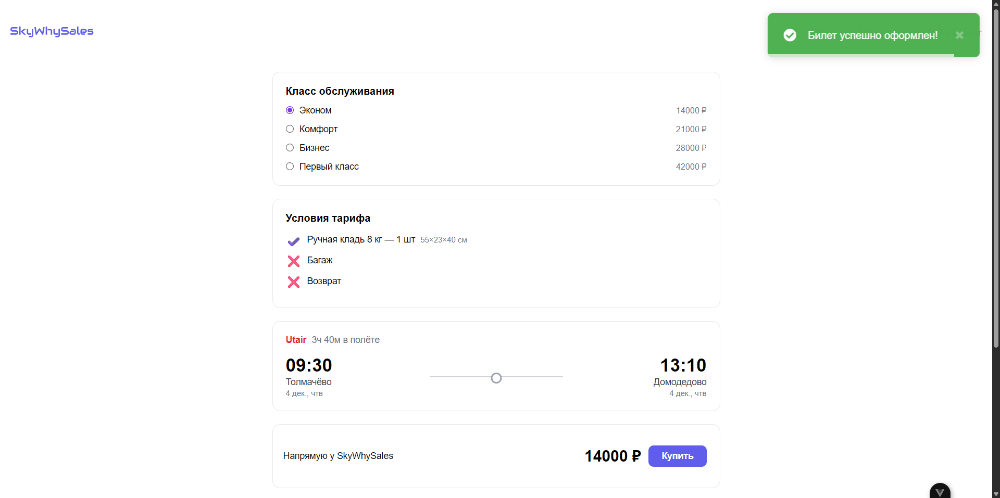 SkyWhySales
Билет успешно оформлен!
Класс обслуживания
Эконом 14000 ₽
Комфорт 21000 ₽
Бизнес 28000 ₽
Первый класс 42000 ₽
Условия тарифа
Ручная кладь 8 кг — 1 шт 55×23×40 см
Багаж
Возврат
Utair 3ч 40м в полёте
09:30 13:10
Толмачёво Домодедово
4 дек., чтв 4 дек., чтв
Напрямую у SkyWhySales 14000 ₽ Купить